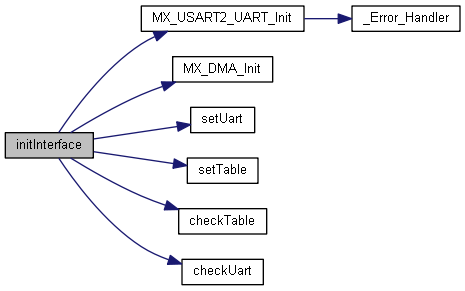 initInterface
MX_USART2_UART_Init
_Error_Handler
MX_DMA_Init
setUart
setTable
checkTable
checkUart